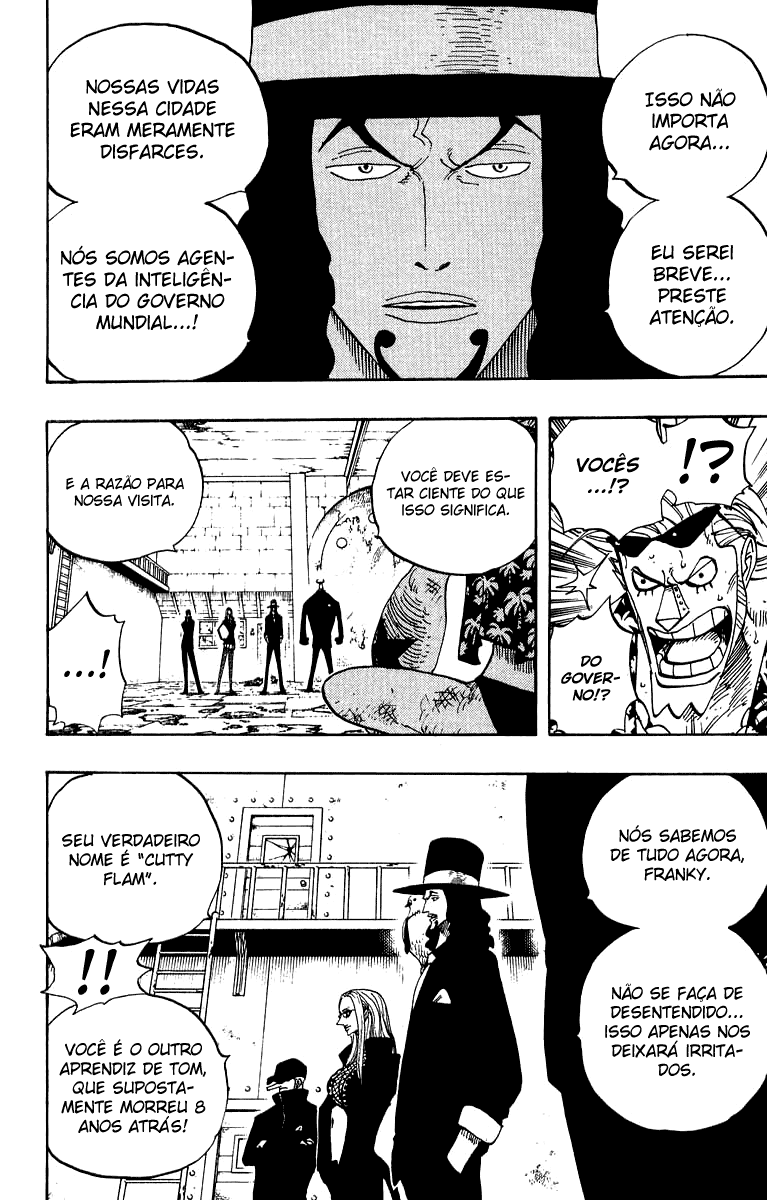 ISSO NÃO
IMPORTA
AGORA...
EU SEREI
BREVE...
PRESTE
ATENÇÃO.
NOSSAS VIDAS
NESSA CIDADE
ERAM MERAMENTE
DISFARCES.
NÓS SOMOS AGEN-
TES DA INTELIGÊN-
CIA DO GOVERNO
MUNDIAL...!
!?
VOCÊS
...!?
DO
GOVER-
NO!?
VOCÊ DEVE ES-
TAR CIENTE DO QUE
ISSO SIGNIFICA.
E A RAZÃO PARA
NOSSA VISITA.
...!
NÓS SABEMOS
DE TUDO AGORA,
FRANKY.
NÃO SE FAÇA DE
DESENTENDIDO...
ISSO APENAS NOS
DEIXARÁ IRRITA-
DOS.
SEU VERDADEIRO
NOME É "CUTTY
FLAM".
!!
VOCÊ É O OUTRO
APRENDIZ DE TOM,
QUE SUPOSTA-
MENTE MORREU 8
ANOS ATRÁS!